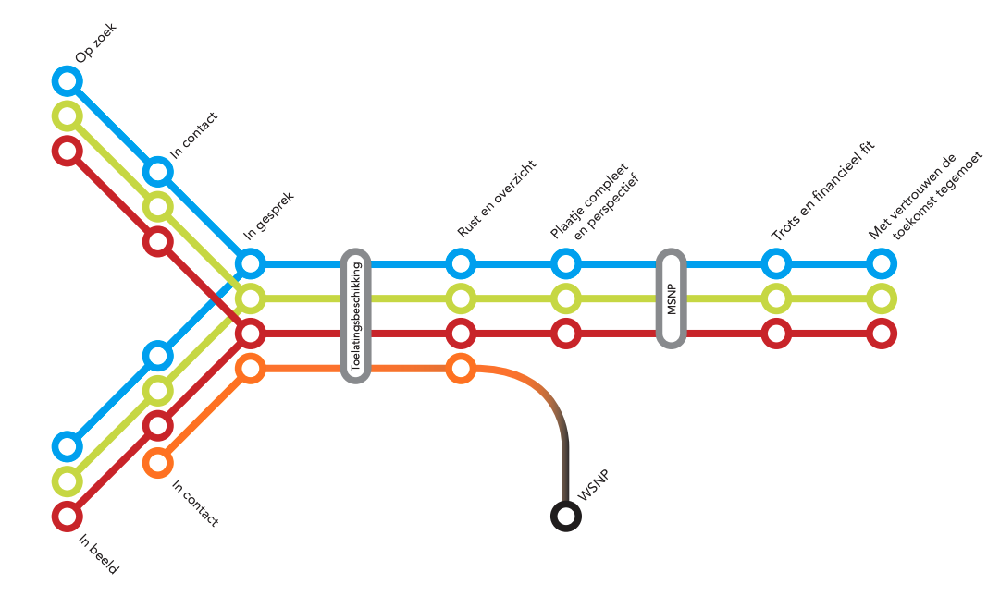 Op zoek
In contact
In gesprek
Toelatingsbeschikking
Rust en overzicht
Plaatje compleet
en perspectief
MSNP
Trots en financieel fit
Met vertrouwen de
toekomst tegemoet
In contact
In beeld
WSNP